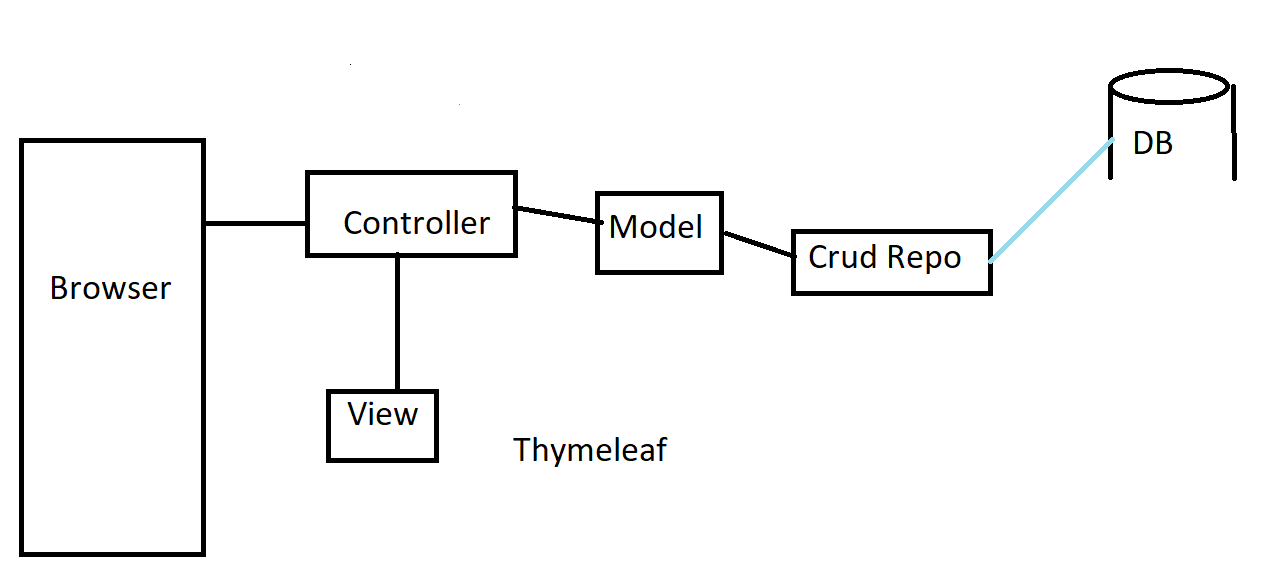 DB
Controller
Model
Crud Repo
Browser
View
Thymeleaf